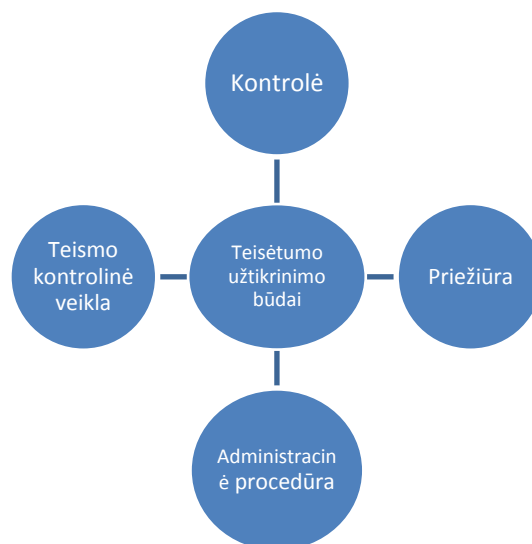 Kontrolė
Teismo
kontrolinė
veikla
Teisėtumo
užtikrinimo
būdai
Priežiūra
Administracin
ė procedūra